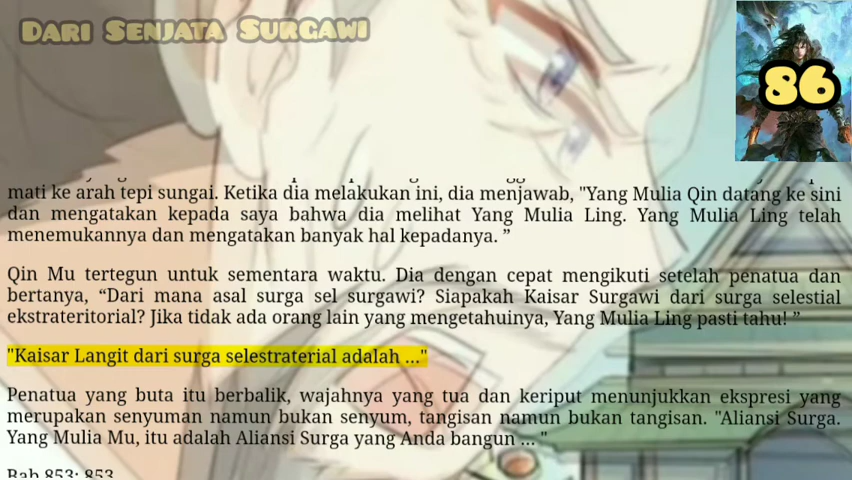 DARI SENJATA SURGAWI
86
mati ke arah tepi sungai. Ketika dia melakukan ini, dia menjawab, "Yang Mulia Qin datang ke sini
dan mengatakan kepada saya bahwa dia melihat Yang Mulia Ling. Yang Mulia Ling telah
menemukannya dan mengatakan banyak hal kepadanya. ”
Qin Mu tertegun untuk sementara waktu. Dia dengan cepat mengikuti setelah penatua dan
bertanya, “Dari mana asal surga sel surgawi? Siapakah Kaisar Surgawi dari surga selestial
ekstrateritorial? Jika tidak ada orang lain yang mengetahuinya, Yang Mulia Ling pasti tahu! ”
"Kaisar Langit dari surga selestraterial adalah ..."
Penatua yang buta itu berbalik, wajahnya yang tua dan keriput menunjukkan ekspresi yang
merupakan senyuman namun bukan senyum, tangisan namun bukan tangisan. "Aliansi Surga.
Yang Mulia Mu, itu adalah Aliansi Surga yang Anda bangun ... "
Bab 853: 853